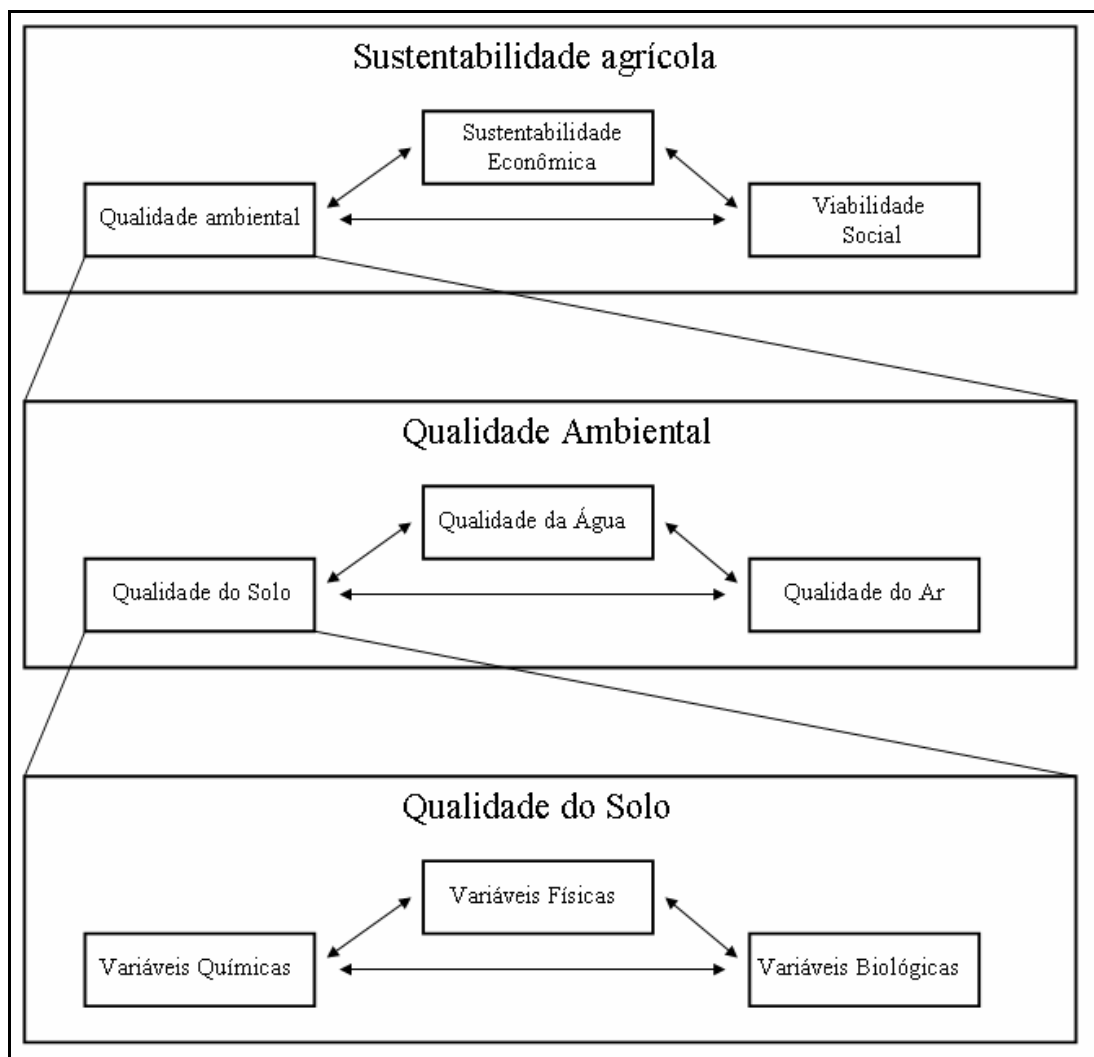 Sustentabilidade agrícola
Sustentabilidade
Econômica
Qualidade ambiental
Viabilidade
Social
Qualidade Ambiental
Qualidade da Água
Qualidade do Solo
Qualidade do Ar
Qualidade do Solo
Variáveis Físicas
Variáveis Químicas
Variáveis Biológicas